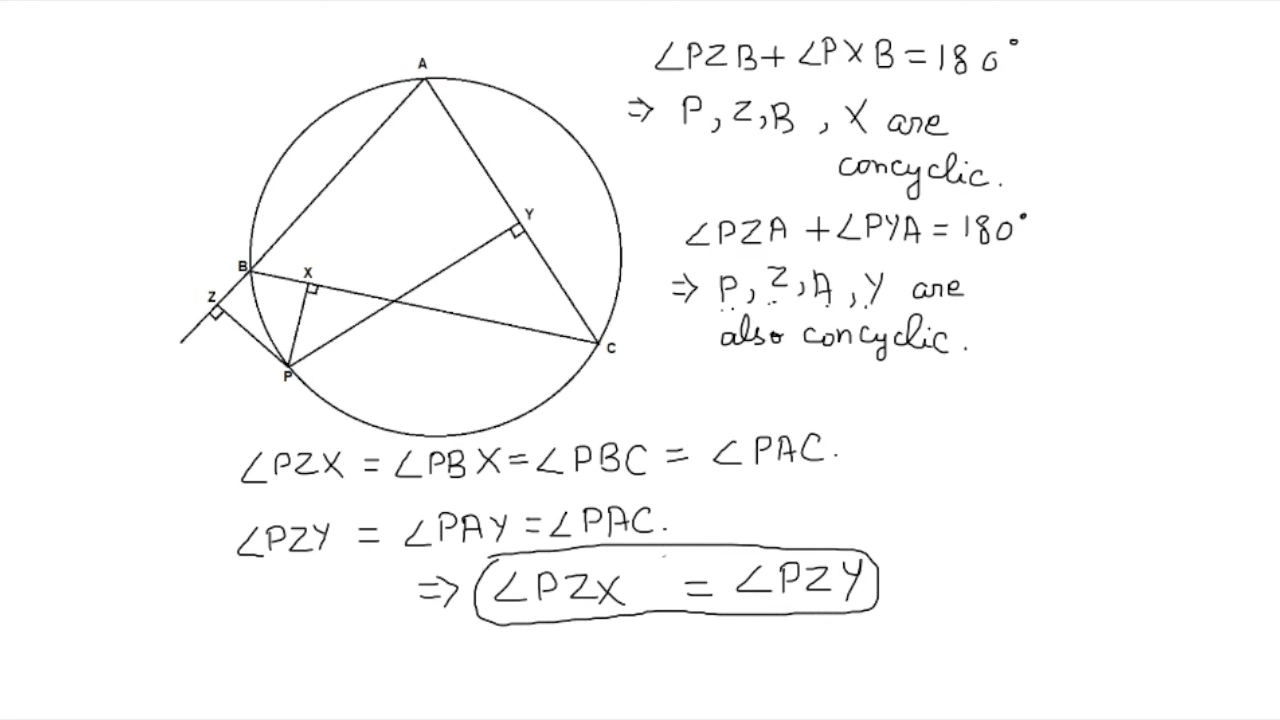 A
B
X
Y
Z
P
C
∠PZB + ∠PXB = 180°
⇒ P, Z, B, X are
concyclic.
∠PZA + ∠PYA = 180°
⇒ P, Z, A, Y are
also concyclic.
∠PZX = ∠PBX = ∠PBC = ∠PAC.
∠PZY = ∠PAY = ∠PAC.
⇒ ∠PZX = ∠PZY